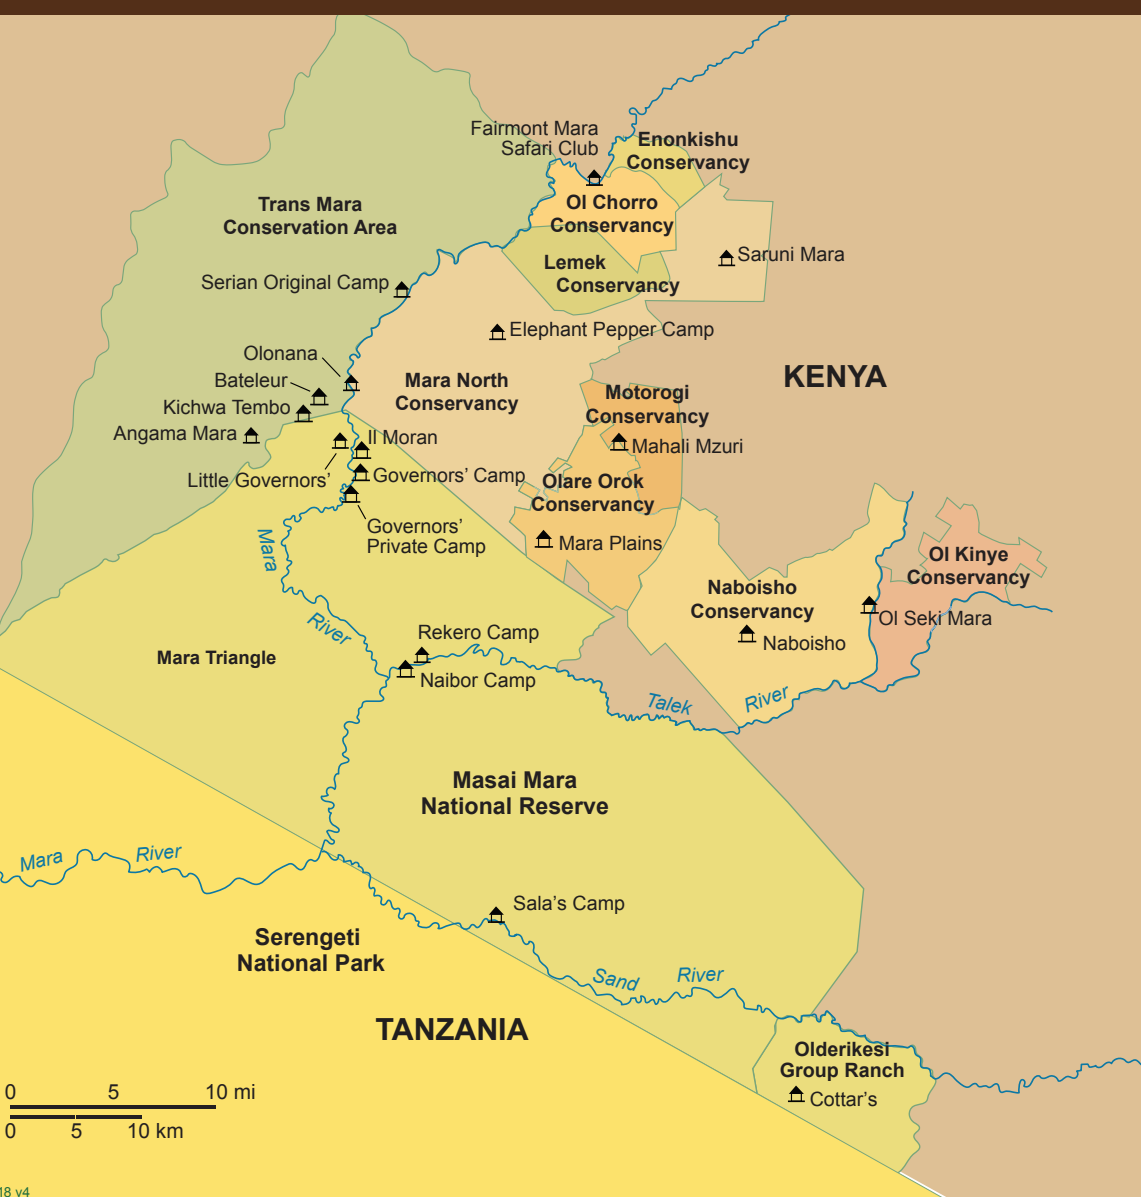 Fairmont Mara
Safari Club
Enonkishu
Conservancy
Trans Mara
Conservation Area
Ol Chorro
Conservancy
Saruni Mara
Lemek
Conservancy
Serian Original Camp
Elephant Pepper Camp
Olonana
Bateleur
Kichwa Tembo
Angama Mara
Mara North
Conservancy
KENYA
Motorogi
Conservancy
Mahali Mzuri
Il Moran
Little Governors’
Governors’ Camp
Olare Orok
Conservancy
Governors’
Private Camp
Mara Plains
Mara
River
Ol Kinye
Conservancy
Naboisho
Conservancy
Ol Seki Mara
Naboisho
Rekero Camp
Naibor Camp
Mara Triangle
Talek
River
Masai Mara
National Reserve
Mara
River
Sala’s Camp
Serengeti
National Park
Sand
River
TANZANIA
Olderikesi
Group Ranch
Cottar’s
0 5 10 mi
0 5 10 km
18 v4